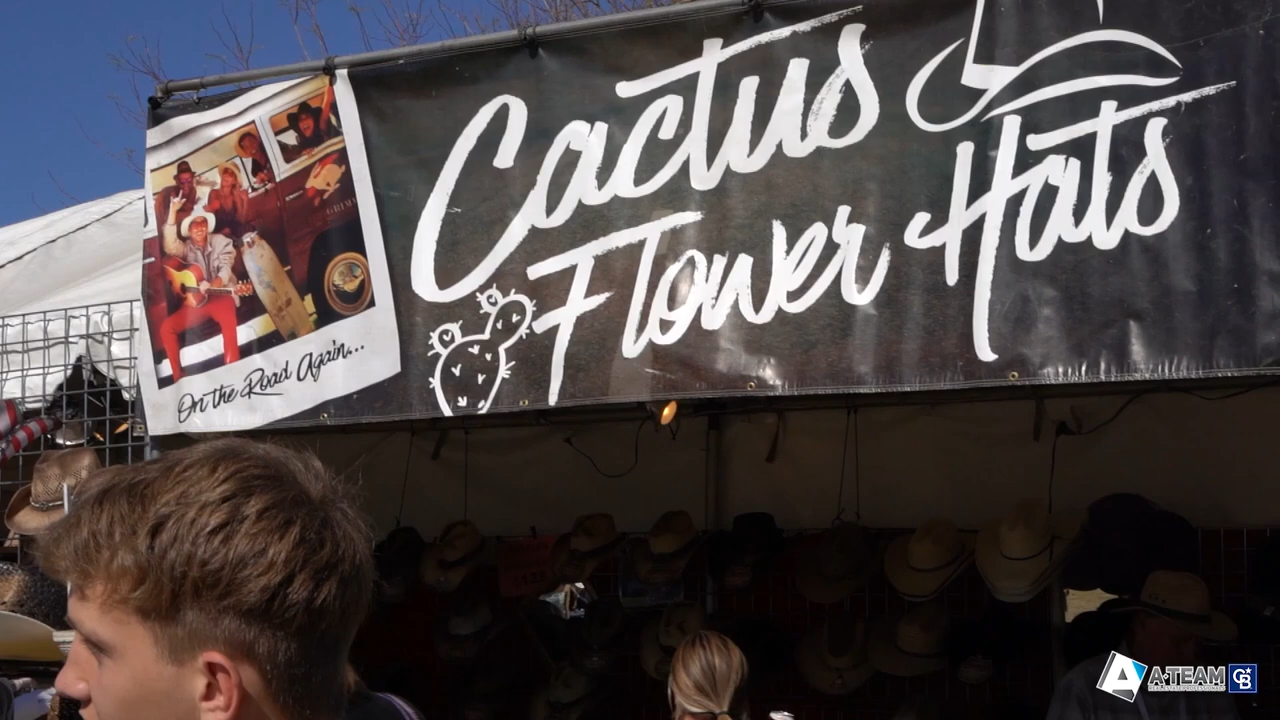 Cactus
Flower Hats
On the Road Again...
A-TEAM
CB